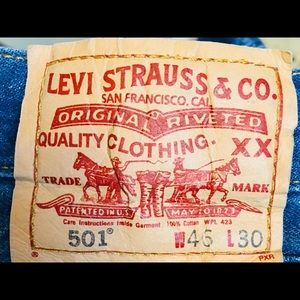 LEVI STRAUSS & CO.
SAN FRANCISCO, CAL
ORIGINAL RIVETED
QUALITY CLOTHING. XX
TRADE MARK
PATENTED IN U.S. MAY 20 1873
Care Instructions Inside Garment 100% Cotton WPL 423
501® W46 L30
® PXR